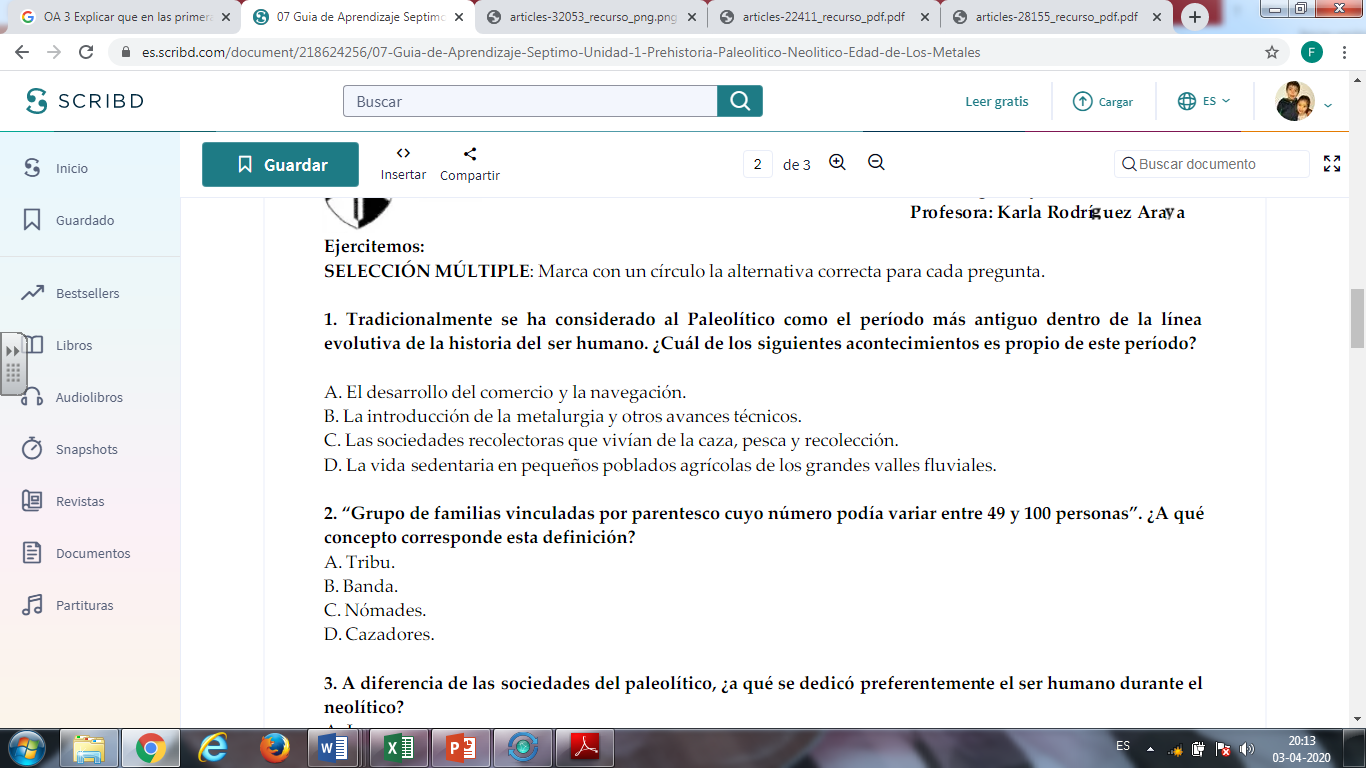 OA 3 Explicar que en las primera
07 Guia de Aprendizaje Septimo
articles-32053_recurso_png.png
articles-22411_recurso_pdf.pdf
articles-28155_recurso_pdf.pdf
es.scribd.com/document/218624256/07-Guia-de-Aprendizaje-Septimo-Unidad-1-Prehistoria-Paleolitico-Neolitico-Edad-de-Los-Metales
F
SCRIBD
Buscar
Leer gratis
Cargar
ES
Inicio
Guardado
Bestsellers
Libros
Audiolibros
Snapshots
Revistas
Documentos
Partituras
Guardar
Insertar
Compartir
2 de 3
Buscar documento
Profesora: Karla Rodríguez Araya
Ejercitemos:
SELECCIÓN MÚLTIPLE: Marca con un círculo la alternativa correcta para cada pregunta.
1. Tradicionalmente se ha considerado al Paleolítico como el período más antiguo dentro de la línea
evolutiva de la historia del ser humano. ¿Cuál de los siguientes acontecimientos es propio de este período?
A. El desarrollo del comercio y la navegación.
B. La introducción de la metalurgia y otros avances técnicos.
C. Las sociedades recolectoras que vivían de la caza, pesca y recolección.
D. La vida sedentaria en pequeños poblados agrícolas de los grandes valles fluviales.
2. “Grupo de familias vinculadas por parentesco cuyo número podía variar entre 49 y 100 personas”. ¿A qué
concepto corresponde esta definición?
A. Tribu.
B. Banda.
C. Nómades.
D. Cazadores.
3. A diferencia de las sociedades del paleolítico, ¿a qué se dedicó preferentemente el ser humano durante el
neolítico?
ES
20:13
03-04-2020